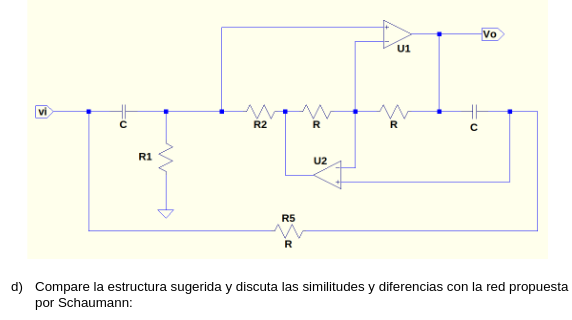 Vo
U1
vi
C
R2
R
R
C
R1
U2
R5
R
d) Compare la estructura sugerida y discuta las similitudes y diferencias con la red propuesta
por Schaumann: